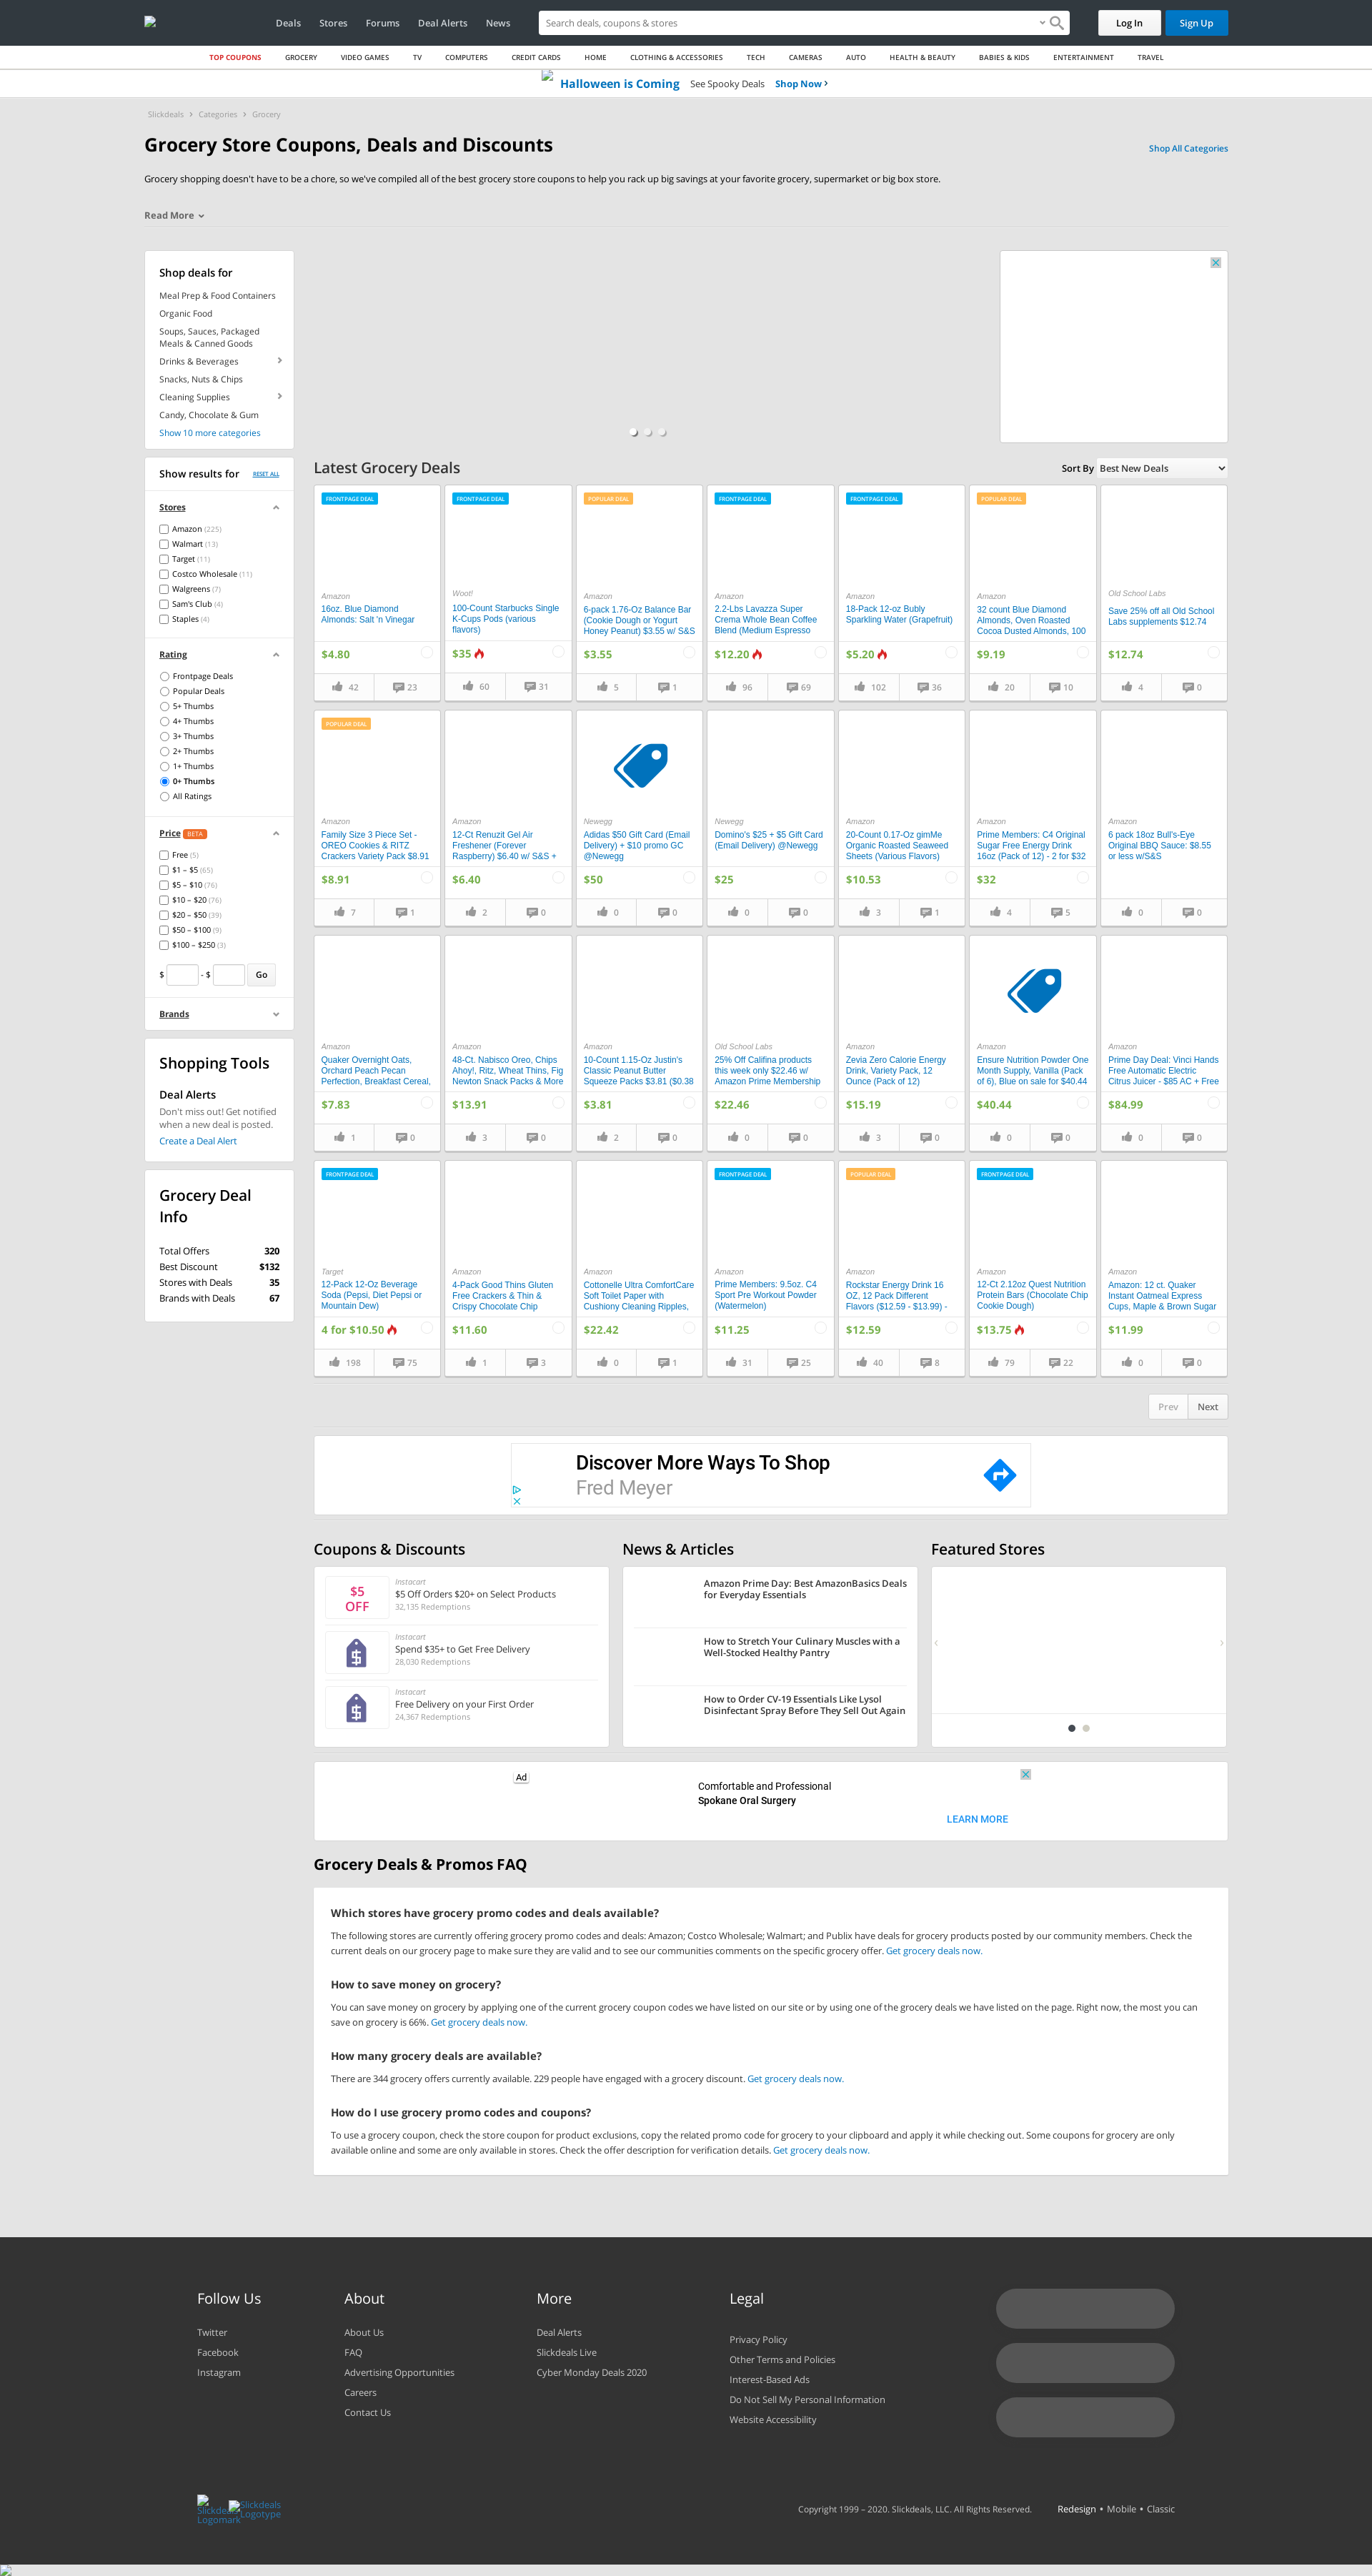 Deals
Stores
Forums
Deal Alerts
News
Search deals, coupons & stores
Log In
Sign Up
TOP COUPONS
GROCERY
VIDEO GAMES
TV
COMPUTERS
CREDIT CARDS
HOME
CLOTHING & ACCESSORIES
TECH
CAMERAS
AUTO
HEALTH & BEAUTY
BABIES & KIDS
ENTERTAINMENT
TRAVEL
Halloween is Coming See Spooky Deals Shop Now
Slickdeals > Categories > Grocery
Grocery Store Coupons, Deals and Discounts
Shop All Categories
Grocery shopping doesn't have to be a chore, so we've compiled all of the best grocery store coupons to help you rack up big savings at your favorite grocery, supermarket or big box store.
Read More
Shop deals for
Meal Prep & Food Containers
Organic Food
Soups, Sauces, Packaged
Meals & Canned Goods
Drinks & Beverages
Snacks, Nuts & Chips
Cleaning Supplies
Candy, Chocolate & Gum
Show 10 more categories
Show results for RESET ALL
Stores
Amazon (225)
Walmart (13)
Target (11)
Costco Wholesale (11)
Walgreens (7)
Sam's Club (4)
Staples (4)
Rating
Frontpage Deals
Popular Deals
5+ Thumbs
4+ Thumbs
3+ Thumbs
2+ Thumbs
1+ Thumbs
0+ Thumbs
All Ratings
Price BETA
Free (5)
$1 – $5 (65)
$5 – $10 (76)
$10 – $20 (76)
$20 – $50 (39)
$50 – $100 (9)
$100 – $250 (3)
$ - $ Go
Brands
Shopping Tools
Deal Alerts
Don't miss out! Get notified
when a new deal is posted.
Create a Deal Alert
Grocery Deal
Info
Total Offers 320
Best Discount $132
Stores with Deals 35
Brands with Deals 67
Latest Grocery Deals
Sort By Best New Deals
FRONTPAGE DEAL
Amazon
16oz. Blue Diamond
Almonds: Salt 'n Vinegar
$4.80
42 23
FRONTPAGE DEAL
Woot!
100-Count Starbucks Single
K-Cups Pods (various
flavors)
$35
60 31
POPULAR DEAL
Amazon
6-pack 1.76-Oz Balance Bar
(Cookie Dough or Yogurt
Honey Peanut) $3.55 w/ S&S
$3.55
5 1
FRONTPAGE DEAL
Amazon
2.2-Lbs Lavazza Super
Crema Whole Bean Coffee
Blend (Medium Espresso
$12.20
96 69
FRONTPAGE DEAL
Amazon
18-Pack 12-oz Bubly
Sparkling Water (Grapefruit)
$5.20
102 36
POPULAR DEAL
Amazon
32 count Blue Diamond
Almonds, Oven Roasted
Cocoa Dusted Almonds, 100
$9.19
20 10
Old School Labs
Save 25% off all Old School
Labs supplements $12.74
$12.74
4 0
POPULAR DEAL
Amazon
Family Size 3 Piece Set -
OREO Cookies & RITZ
Crackers Variety Pack $8.91
$8.91
7 1
Amazon
12-Ct Renuzit Gel Air
Freshener (Forever
Raspberry) $6.40 w/ S&S +
$6.40
2 0
Newegg
Adidas $50 Gift Card (Email
Delivery) + $10 promo GC
@Newegg
$50
0 0
Newegg
Domino's $25 + $5 Gift Card
(Email Delivery) @Newegg
$25
0 0
Amazon
20-Count 0.17-Oz gimMe
Organic Roasted Seaweed
Sheets (Various Flavors)
$10.53
3 1
Amazon
Prime Members: C4 Original
Sugar Free Energy Drink
16oz (Pack of 12) - 2 for $32
$32
4 5
Amazon
6 pack 18oz Bull's-Eye
Original BBQ Sauce: $8.55
or less w/S&S
0 0
Amazon
Quaker Overnight Oats,
Orchard Peach Pecan
Perfection, Breakfast Cereal,
$7.83
1 0
Amazon
48-Ct. Nabisco Oreo, Chips
Ahoy!, Ritz, Wheat Thins, Fig
Newton Snack Packs & More
$13.91
3 0
Amazon
10-Count 1.15-Oz Justin's
Classic Peanut Butter
Squeeze Packs $3.81 ($0.38
$3.81
2 0
Old School Labs
25% Off Califina products
this week only $22.46 w/
Amazon Prime Membership
$22.46
0 0
Amazon
Zevia Zero Calorie Energy
Drink, Variety Pack, 12
Ounce (Pack of 12)
$15.19
3 0
Amazon
Ensure Nutrition Powder One
Month Supply, Vanilla (Pack
of 6), Blue on sale for $40.44
$40.44
0 0
Amazon
Prime Day Deal: Vinci Hands
Free Automatic Electric
Citrus Juicer - $85 AC + Free
$84.99
0 0
FRONTPAGE DEAL
Target
12-Pack 12-Oz Beverage
Soda (Pepsi, Diet Pepsi or
Mountain Dew)
4 for $10.50
198 75
Amazon
4-Pack Good Thins Gluten
Free Crackers & Thin &
Crispy Chocolate Chip
$11.60
1 3
Amazon
Cottonelle Ultra ComfortCare
Soft Toilet Paper with
Cushiony Cleaning Ripples,
$22.42
0 1
FRONTPAGE DEAL
Amazon
Prime Members: 9.5oz. C4
Sport Pre Workout Powder
(Watermelon)
$11.25
31 25
POPULAR DEAL
Amazon
Rockstar Energy Drink 16
OZ, 12 Pack Different
Flavors ($12.59 - $13.99) -
$12.59
40 8
FRONTPAGE DEAL
Amazon
12-Ct 2.12oz Quest Nutrition
Protein Bars (Chocolate Chip
Cookie Dough)
$13.75
79 22
Amazon
Amazon: 12 ct. Quaker
Instant Oatmeal Express
Cups, Maple & Brown Sugar
$11.99
0 0
Prev Next
Discover More Ways To Shop
Fred Meyer
Coupons & Discounts
$5
OFF
Instacart
$5 Off Orders $20+ on Select Products
32,135 Redemptions
Instacart
Spend $35+ to Get Free Delivery
28,030 Redemptions
Instacart
Free Delivery on your First Order
24,367 Redemptions
News & Articles
Amazon Prime Day: Best AmazonBasics Deals
for Everyday Essentials
How to Stretch Your Culinary Muscles with a
Well-Stocked Healthy Pantry
How to Order CV-19 Essentials Like Lysol
Disinfectant Spray Before They Sell Out Again
Featured Stores
Ad
Comfortable and Professional
Spokane Oral Surgery
LEARN MORE
Grocery Deals & Promos FAQ
Which stores have grocery promo codes and deals available?
The following stores are currently offering grocery promo codes and deals: Amazon; Costco Wholesale; Walmart; and Publix have deals for grocery products posted by our community members. Check the
current deals on our grocery page to make sure they are valid and to see our communities comments on the specific grocery offer. Get grocery deals now.
How to save money on grocery?
You can save money on grocery by applying one of the current grocery coupon codes we have listed on our site or by using one of the grocery deals we have listed on the page. Right now, the most you can
save on grocery is 66%. Get grocery deals now.
How many grocery deals are available?
There are 344 grocery offers currently available. 229 people have engaged with a grocery discount. Get grocery deals now.
How do I use grocery promo codes and coupons?
To use a grocery coupon, check the store coupon for product exclusions, copy the related promo code for grocery to your clipboard and apply it while checking out. Some coupons for grocery are only
available online and some are only available in stores. Check the offer description for verification details. Get grocery deals now.
Follow Us
Twitter
Facebook
Instagram
About
About Us
FAQ
Advertising Opportunities
Careers
Contact Us
More
Deal Alerts
Slickdeals Live
Cyber Monday Deals 2020
Legal
Privacy Policy
Other Terms and Policies
Interest-Based Ads
Do Not Sell My Personal Information
Website Accessibility
Slickdeals
Logomark
Slickdeals
Logotype
Copyright 1999 – 2020. Slickdeals, LLC. All Rights Reserved.
Redesign • Mobile • Classic